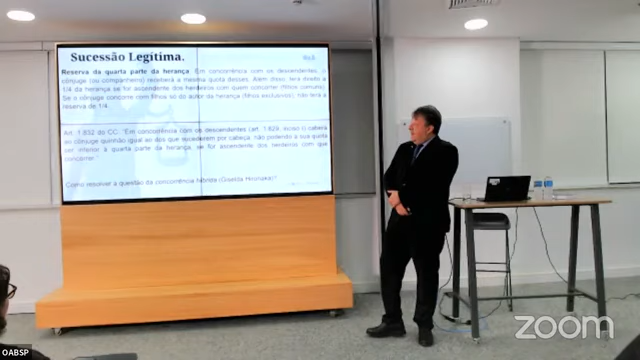 Sucessão Legítima.
Reserva da quarta parte da herança. Em concorrência com os descendentes, o
cônjuge (ou companheiro) receberá a mesma quota desses. Além disso, terá direito a
1/4 da herança se for ascendente dos herdeiros com quem concorrer (filhos comuns).
Se o cônjuge concorre com filhos só do autor da herança (filhos exclusivos), não terá a
reserva de 1/4.
Art. 1.832 do CC. "Em concorrência com os descendentes (art. 1.829, inciso I) caberá
ao cônjuge quinhão igual ao dos que sucederem por cabeça, não podendo a sua quota
ser inferior à quarta parte da herança, se for ascendente dos herdeiros com que
concorrer."
Como resolver a questão da concorrência híbrida (Giselda Hironaka)?
zoom
OABSP